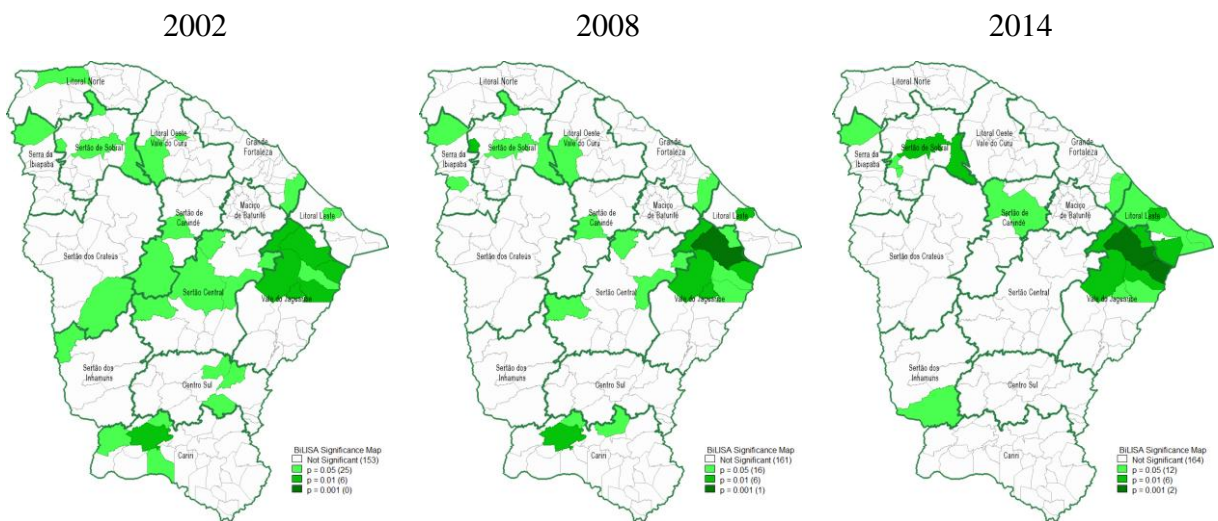 2002
2008
2014
Litoral Norte
Litoral Oeste
Vale do Curu
Sertão de Sobral
Serra da
Ibiapaba
Grande
Fortaleza
Sertão de
Canindé
Maciço
de Baturité
Litoral Leste
Sertão dos Crateús
Sertão Central
Vale do Jaguaribe
Sertão dos
Inhamuns
Centro Sul
Cariri
BiLISA Significance Map
Not Significant (153)
p = 0.05 (25)
p = 0.01 (6)
p = 0.001 (0)
Litoral Norte
Litoral Oeste
Vale do Curu
Sertão de Sobral
Serra da
Ibiapaba
Grande
Fortaleza
Sertão de
Canindé
Maciço
de Baturité
Litoral Leste
Sertão dos Crateús
Sertão Central
Vale do Jaguaribe
Sertão dos
Inhamuns
Centro Sul
Cariri
BiLISA Significance Map
Not Significant (161)
p = 0.05 (16)
p = 0.01 (6)
p = 0.001 (1)
Litoral Norte
Litoral Oeste
Vale do Curu
Sertão de Sobral
Serra da
Ibiapaba
Grande
Fortaleza
Sertão de
Canindé
Maciço
de Baturité
Litoral Leste
Sertão dos Crateús
Sertão Central
Vale do Jaguaribe
Sertão dos
Inhamuns
Centro Sul
Cariri
BiLISA Significance Map
Not Significant (164)
p = 0.05 (12)
p = 0.01 (6)
p = 0.001 (2)